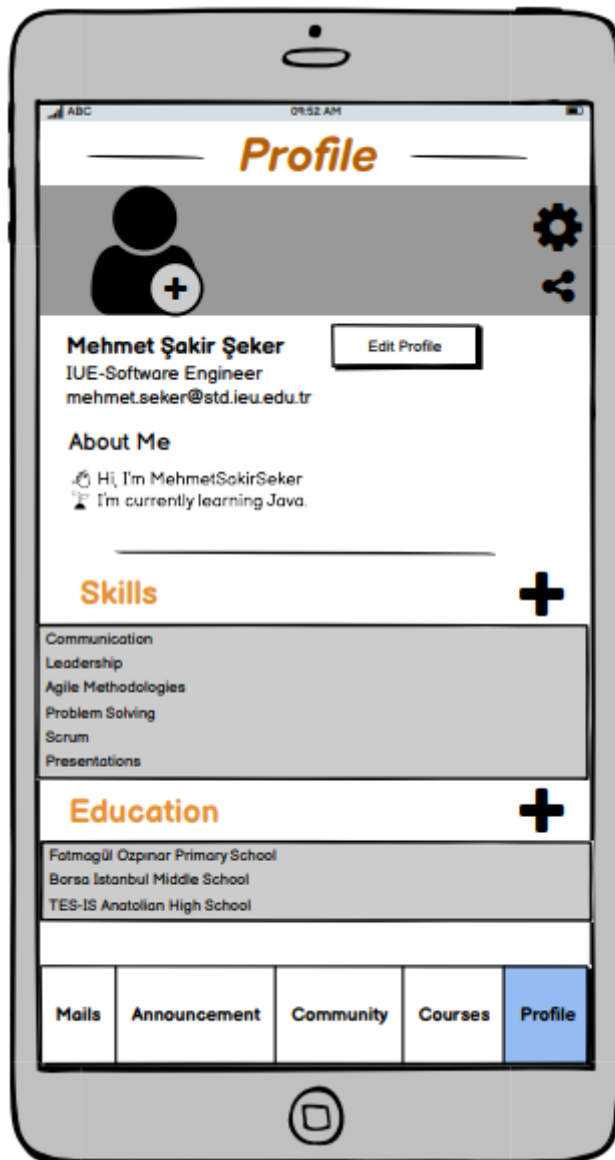 ABC 09:52 AM
Profile
Mehmet Şakir Şeker
Edit Profile
IUE-Software Engineer
mehmet.seker@std.ieu.edu.tr
About Me
Hi, I'm MehmetSakirSeker
I'm currently learning Java.
Skills
Communication
Leadership
Agile Methodologies
Problem Solving
Scrum
Presentations
Education
Fatmagül Ozpınar Primary School
Borsa Istanbul Middle School
TES-IS Anatolian High School
Mails Announcement Community Courses Profile